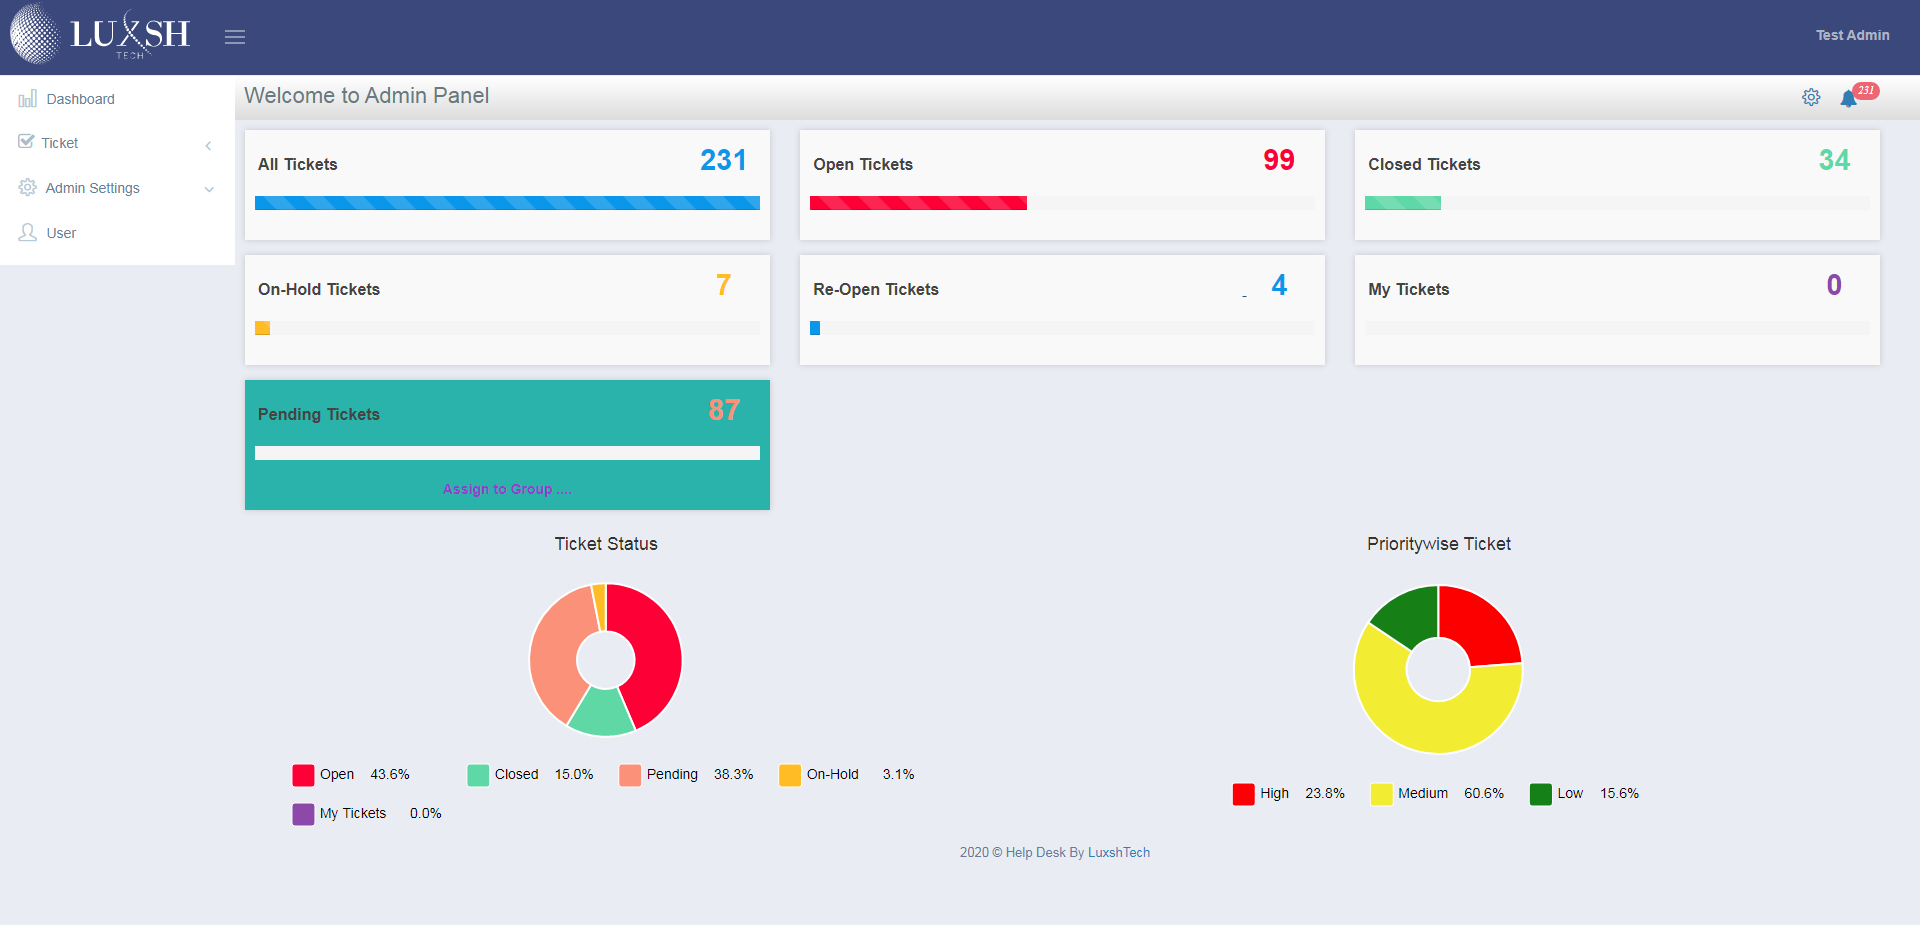 LUXSH
TECH
Test Admin
Dashboard
Ticket
Admin Settings
User
Welcome to Admin Panel
231
All Tickets 231
Open Tickets 99
Closed Tickets 34
On-Hold Tickets 7
Re-Open Tickets - 4
My Tickets 0
Pending Tickets 87
Assign to Group ....
Ticket Status
Open 43.6% Closed 15.0% Pending 38.3% On-Hold 3.1%
My Tickets 0.0%
Prioritywise Ticket
High 23.8% Medium 60.6% Low 15.6%
2020 © Help Desk By LuxshTech